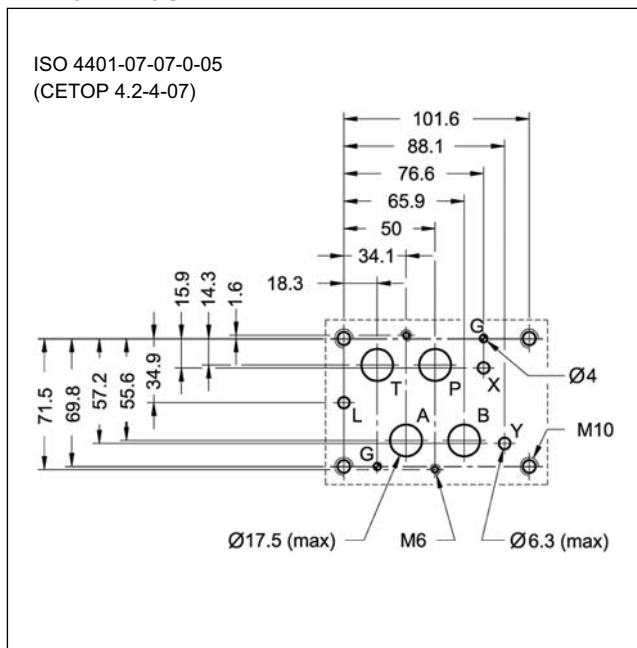 ISO 4401-07-07-0-05
(CETOP 4.2-4-07)
101.6
88.1
76.6
65.9
50
34.1
18.3
15.9
14.3
1.6
71.5
69.8
57.2
55.6
34.9
G
T
P
X
Ø4
L
A
B
Y
M10
G
Ø17.5 (max)
M6
Ø6.3 (max)